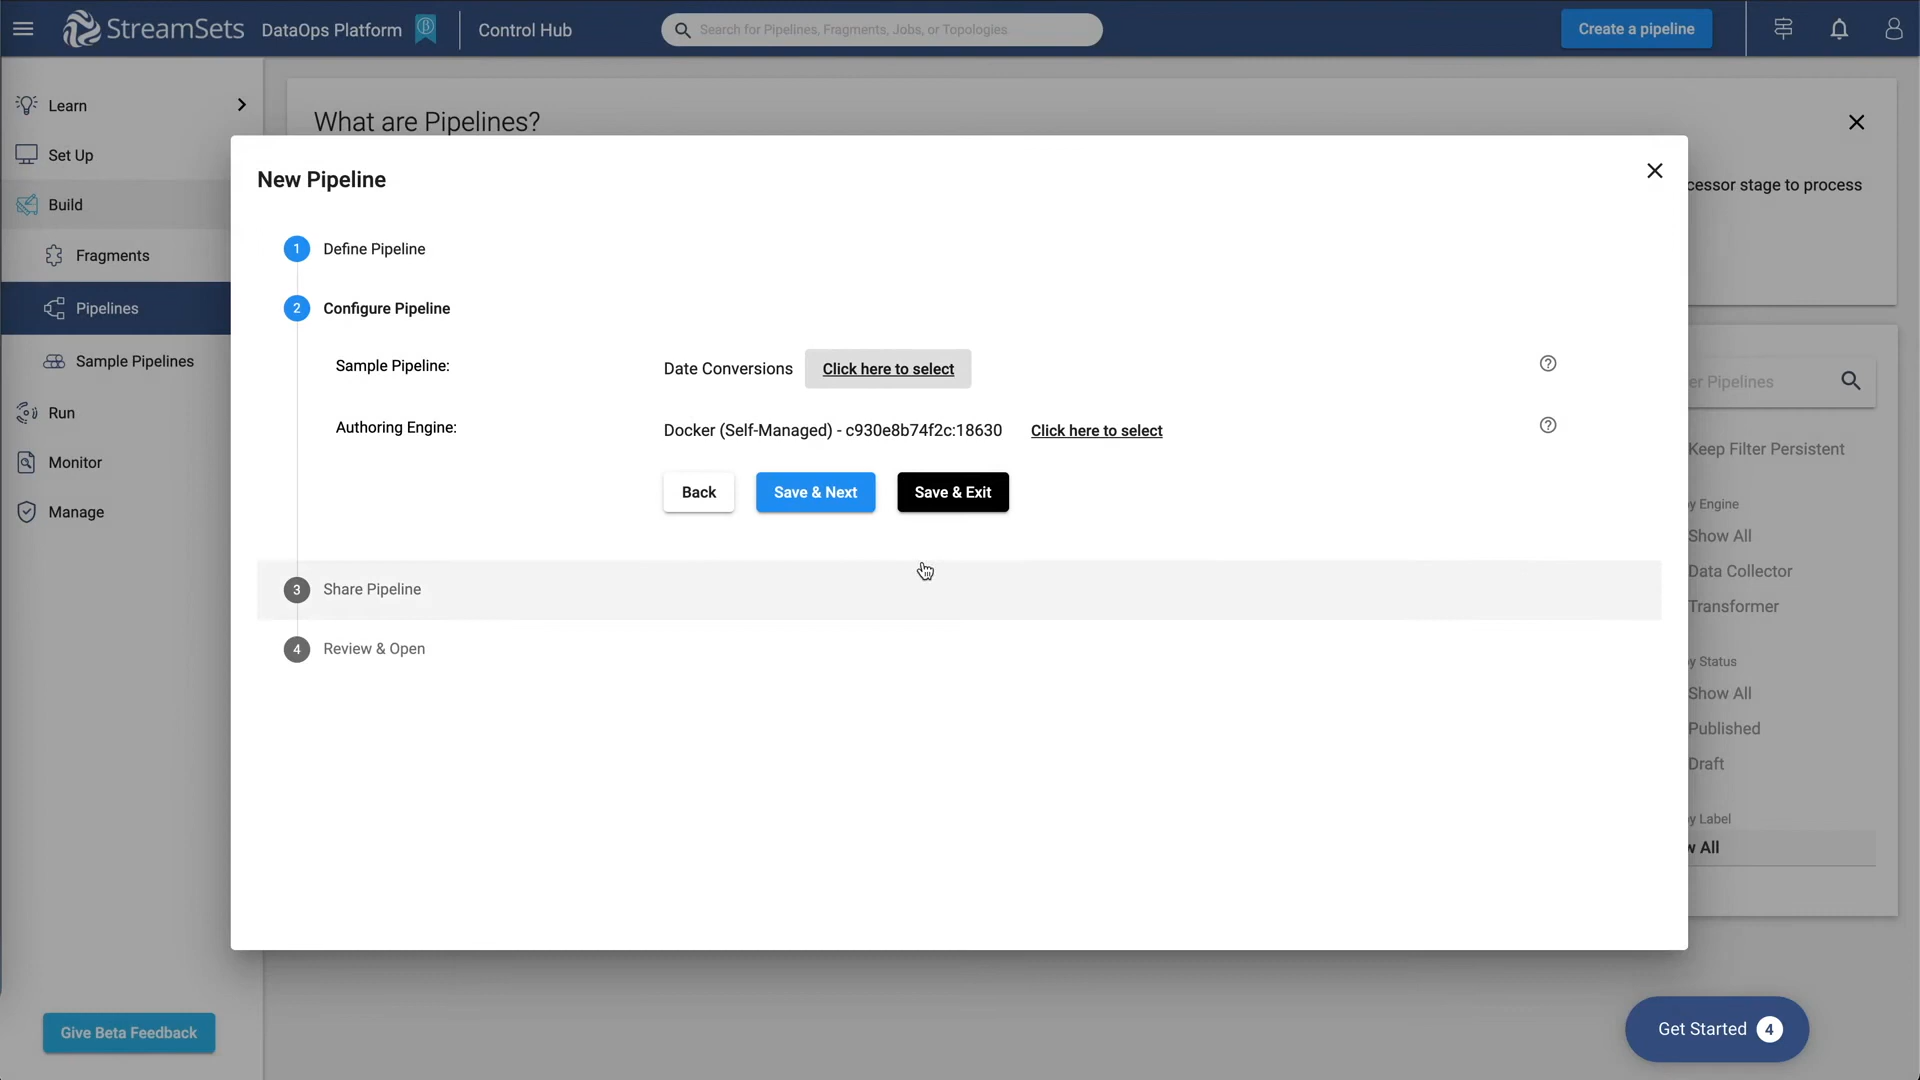 StreamSets DataOps Platform β Control Hub
Search for Pipelines, Fragments, Jobs, or Topologies
Create a pipeline
Learn
Set Up
Build
Fragments
Pipelines
Sample Pipelines
Run
Monitor
Manage
Give Beta Feedback
What are Pipelines?
cessor stage to process
New Pipeline
1 Define Pipeline
2 Configure Pipeline
Sample Pipeline: Date Conversions Click here to select
Authoring Engine: Docker (Self-Managed) - c930e8b74f2c:18630 Click here to select
Back Save & Next Save & Exit
3 Share Pipeline
4 Review & Open
er Pipelines
Keep Filter Persistent
y Engine
Show All
Data Collector
Transformer
y Status
Show All
Published
Draft
y Label
w All
Get Started 4